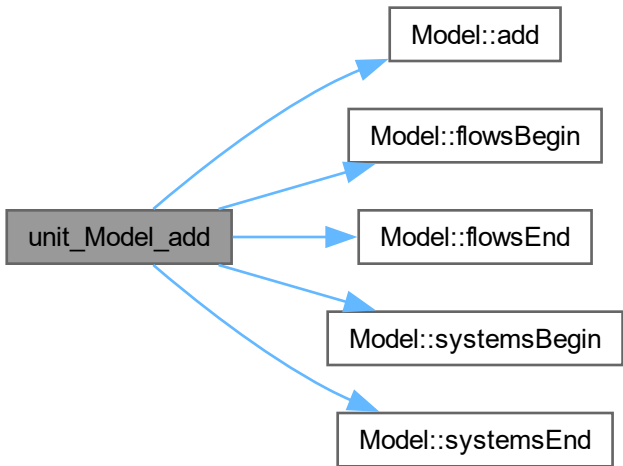 Model::add
Model::flowsBegin
unit_Model_add
Model::flowsEnd
Model::systemsBegin
Model::systemsEnd